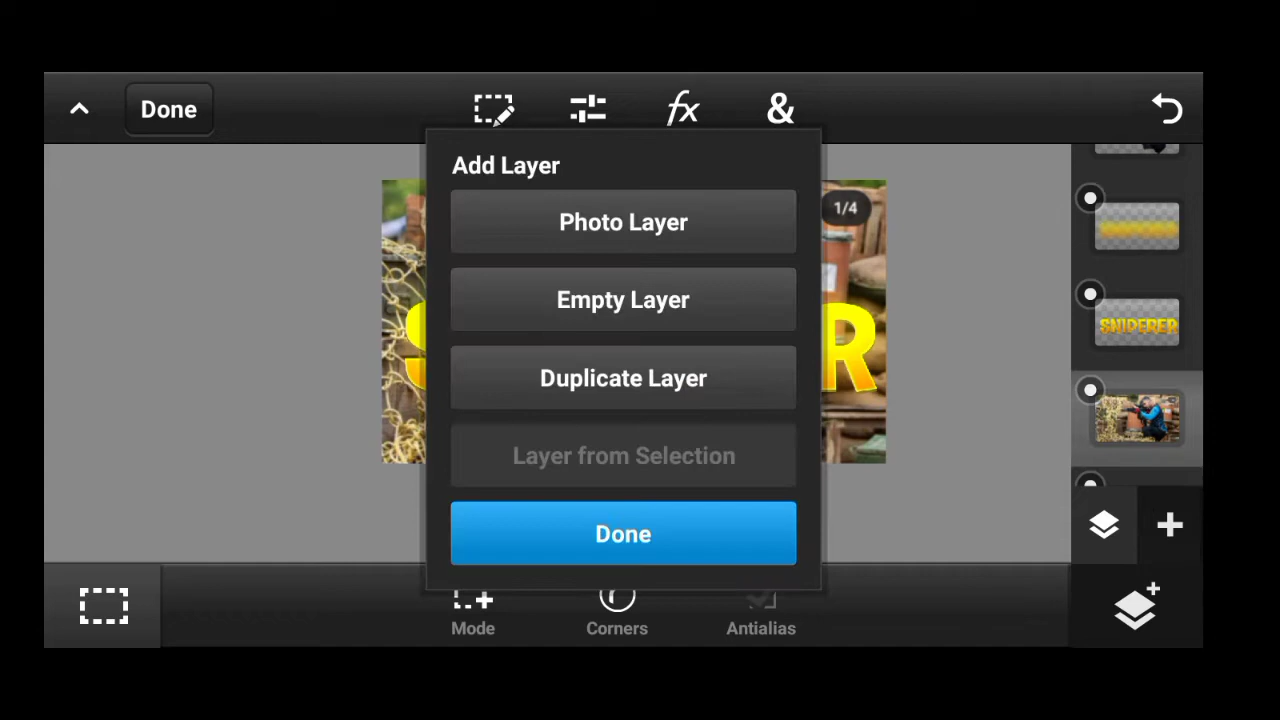 Done
fx
&
Add Layer
Photo Layer
1/4
Empty Layer
S
R
SNIDERER
Duplicate Layer
Layer from Selection
Done
Mode
Corners
Antialias